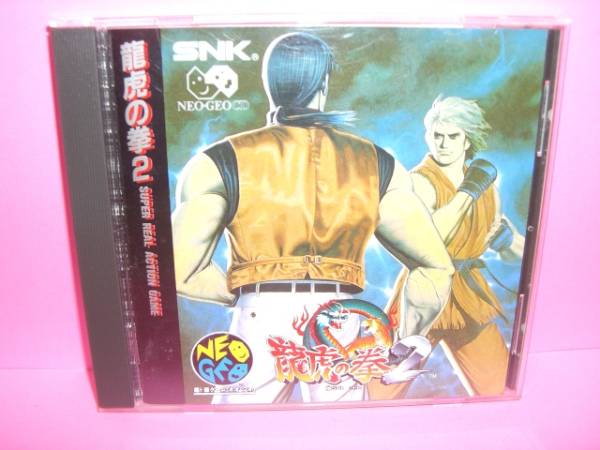 龍虎の拳2 SUPER REAL ACTION GAME
SNK®
NEO·GEO CD
NEO
GEO
龍虎の拳2
TM